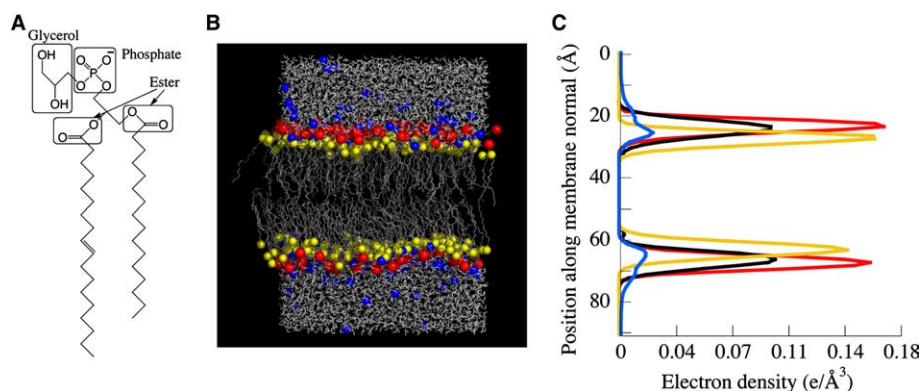 A
Glycerol
OH
OH
O
O
P
O
O
−
Phosphate
Ester
O
O
O
O
B
C
Position along membrane normal (Å)
0
20
40
60
80
0
0.04
0.07
0.11
0.14
0.18
Electron density (e/Å³)